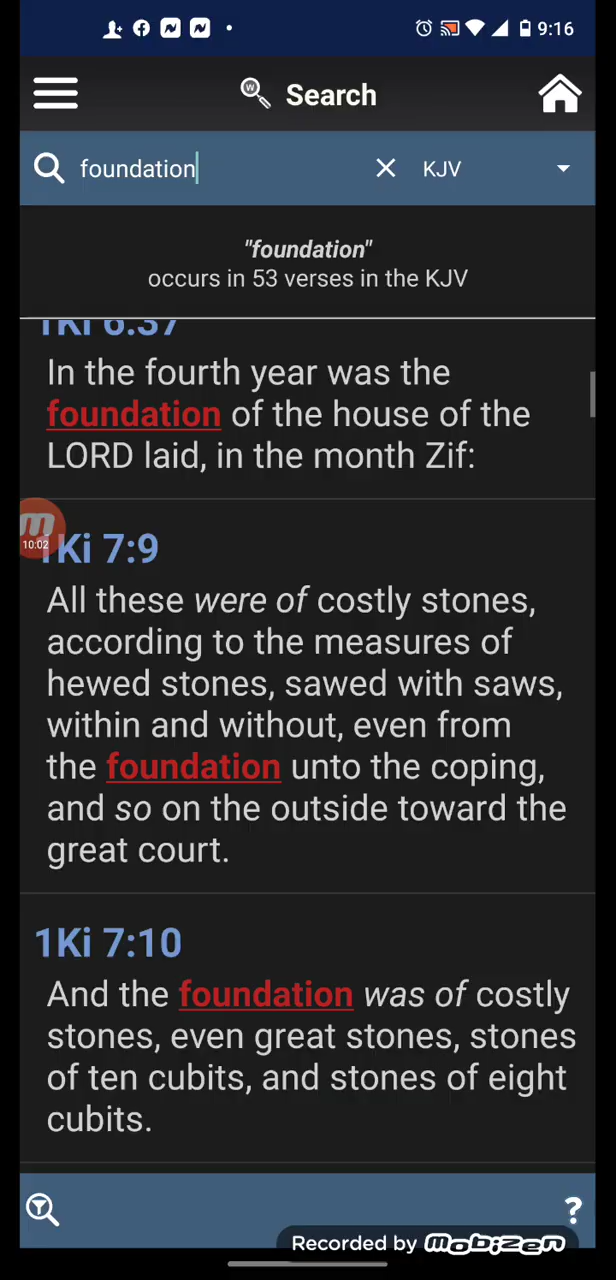 9:16
Search
foundation
KJV
"foundation"
occurs in 53 verses in the KJV
1Ki 6:37
In the fourth year was the
foundation of the house of the
LORD laid, in the month Zif:
10:02
1Ki 7:9
All these were of costly stones,
according to the measures of
hewed stones, sawed with saws,
within and without, even from
the foundation unto the coping,
and so on the outside toward the
great court.
1Ki 7:10
And the foundation was of costly
stones, even great stones, stones
of ten cubits, and stones of eight
cubits.
?
Recorded by mobizen